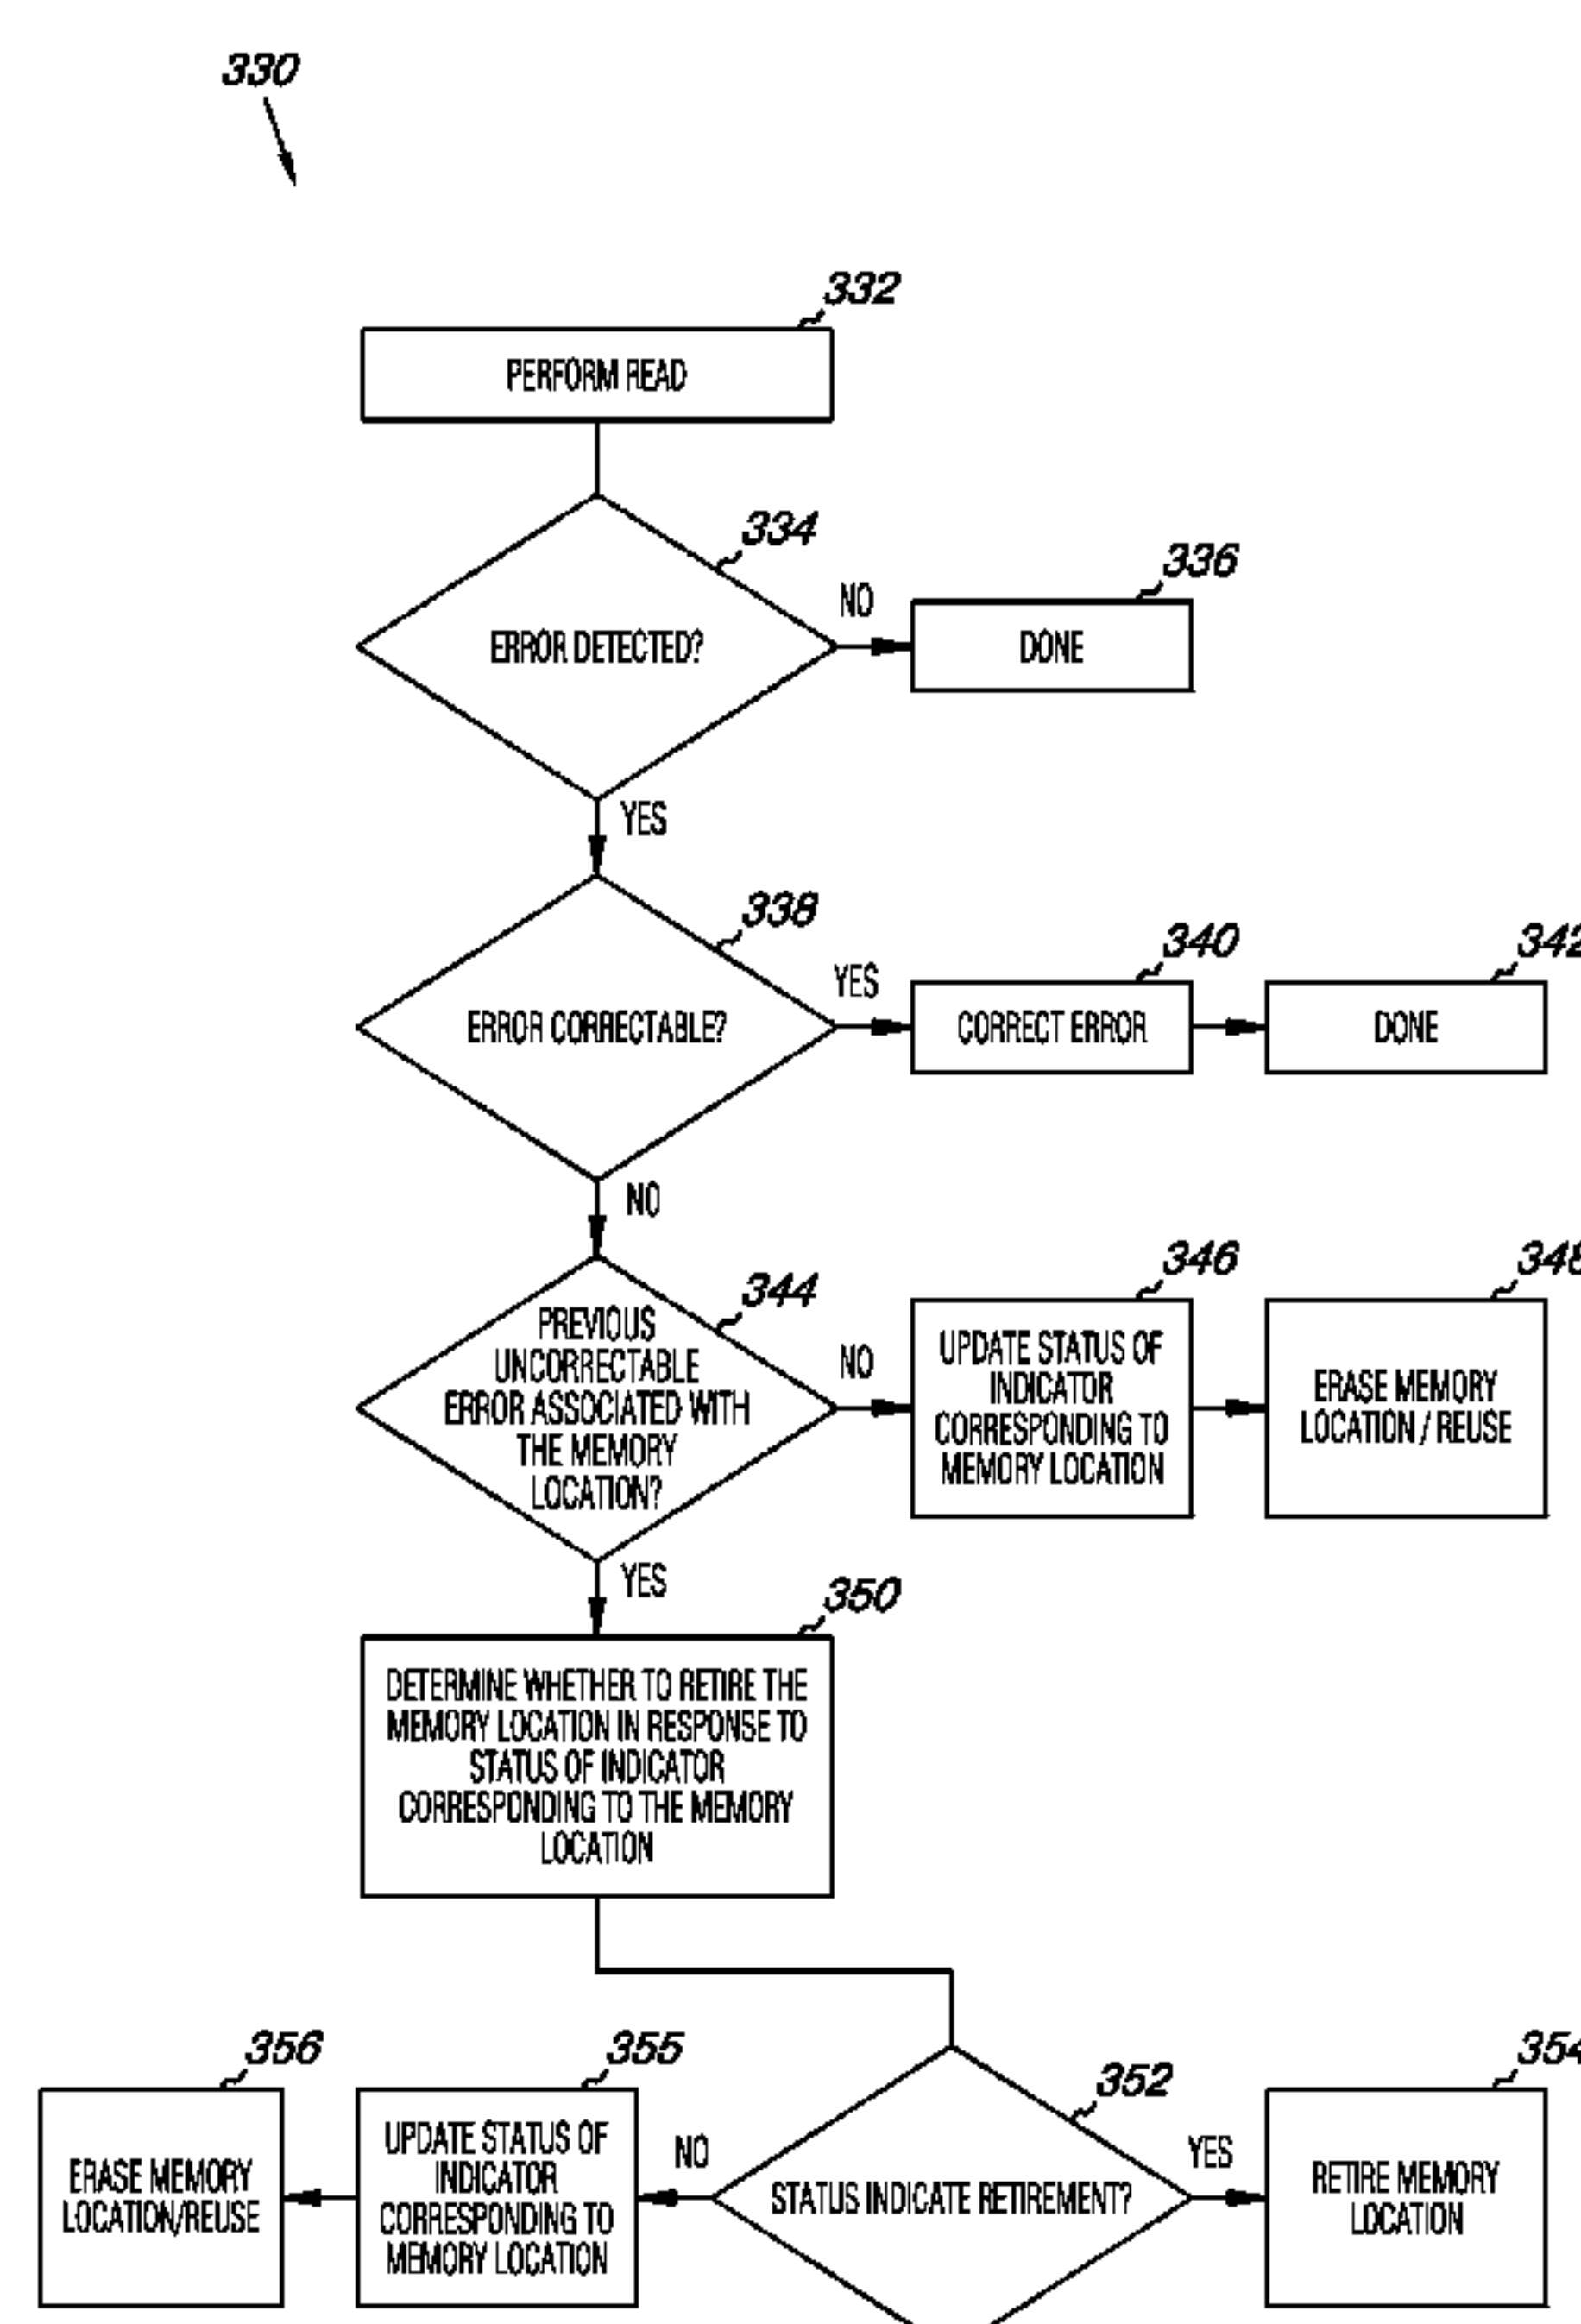 330
332
PERFORM READ
334
ERROR DETECTED?
NO
336
DONE
YES
338
ERROR CORRECTABLE?
YES
340
CORRECT ERROR
342
DONE
NO
344
PREVIOUS
UNCORRECTABLE
ERROR ASSOCIATED WITH
THE MEMORY
LOCATION?
NO
346
UPDATE STATUS OF
INDICATOR
CORRESPONDING TO
MEMORY LOCATION
348
ERASE MEMORY
LOCATION / REUSE
YES
350
DETERMINE WHETHER TO RETIRE THE
MEMORY LOCATION IN RESPONSE TO
STATUS OF INDICATOR
CORRESPONDING TO THE MEMORY
LOCATION
356
ERASE MEMORY
LOCATION/REUSE
355
UPDATE STATUS OF
INDICATOR
CORRESPONDING TO
MEMORY LOCATION
NO
352
STATUS INDICATE RETIREMENT?
YES
354
RETIRE MEMORY
LOCATION